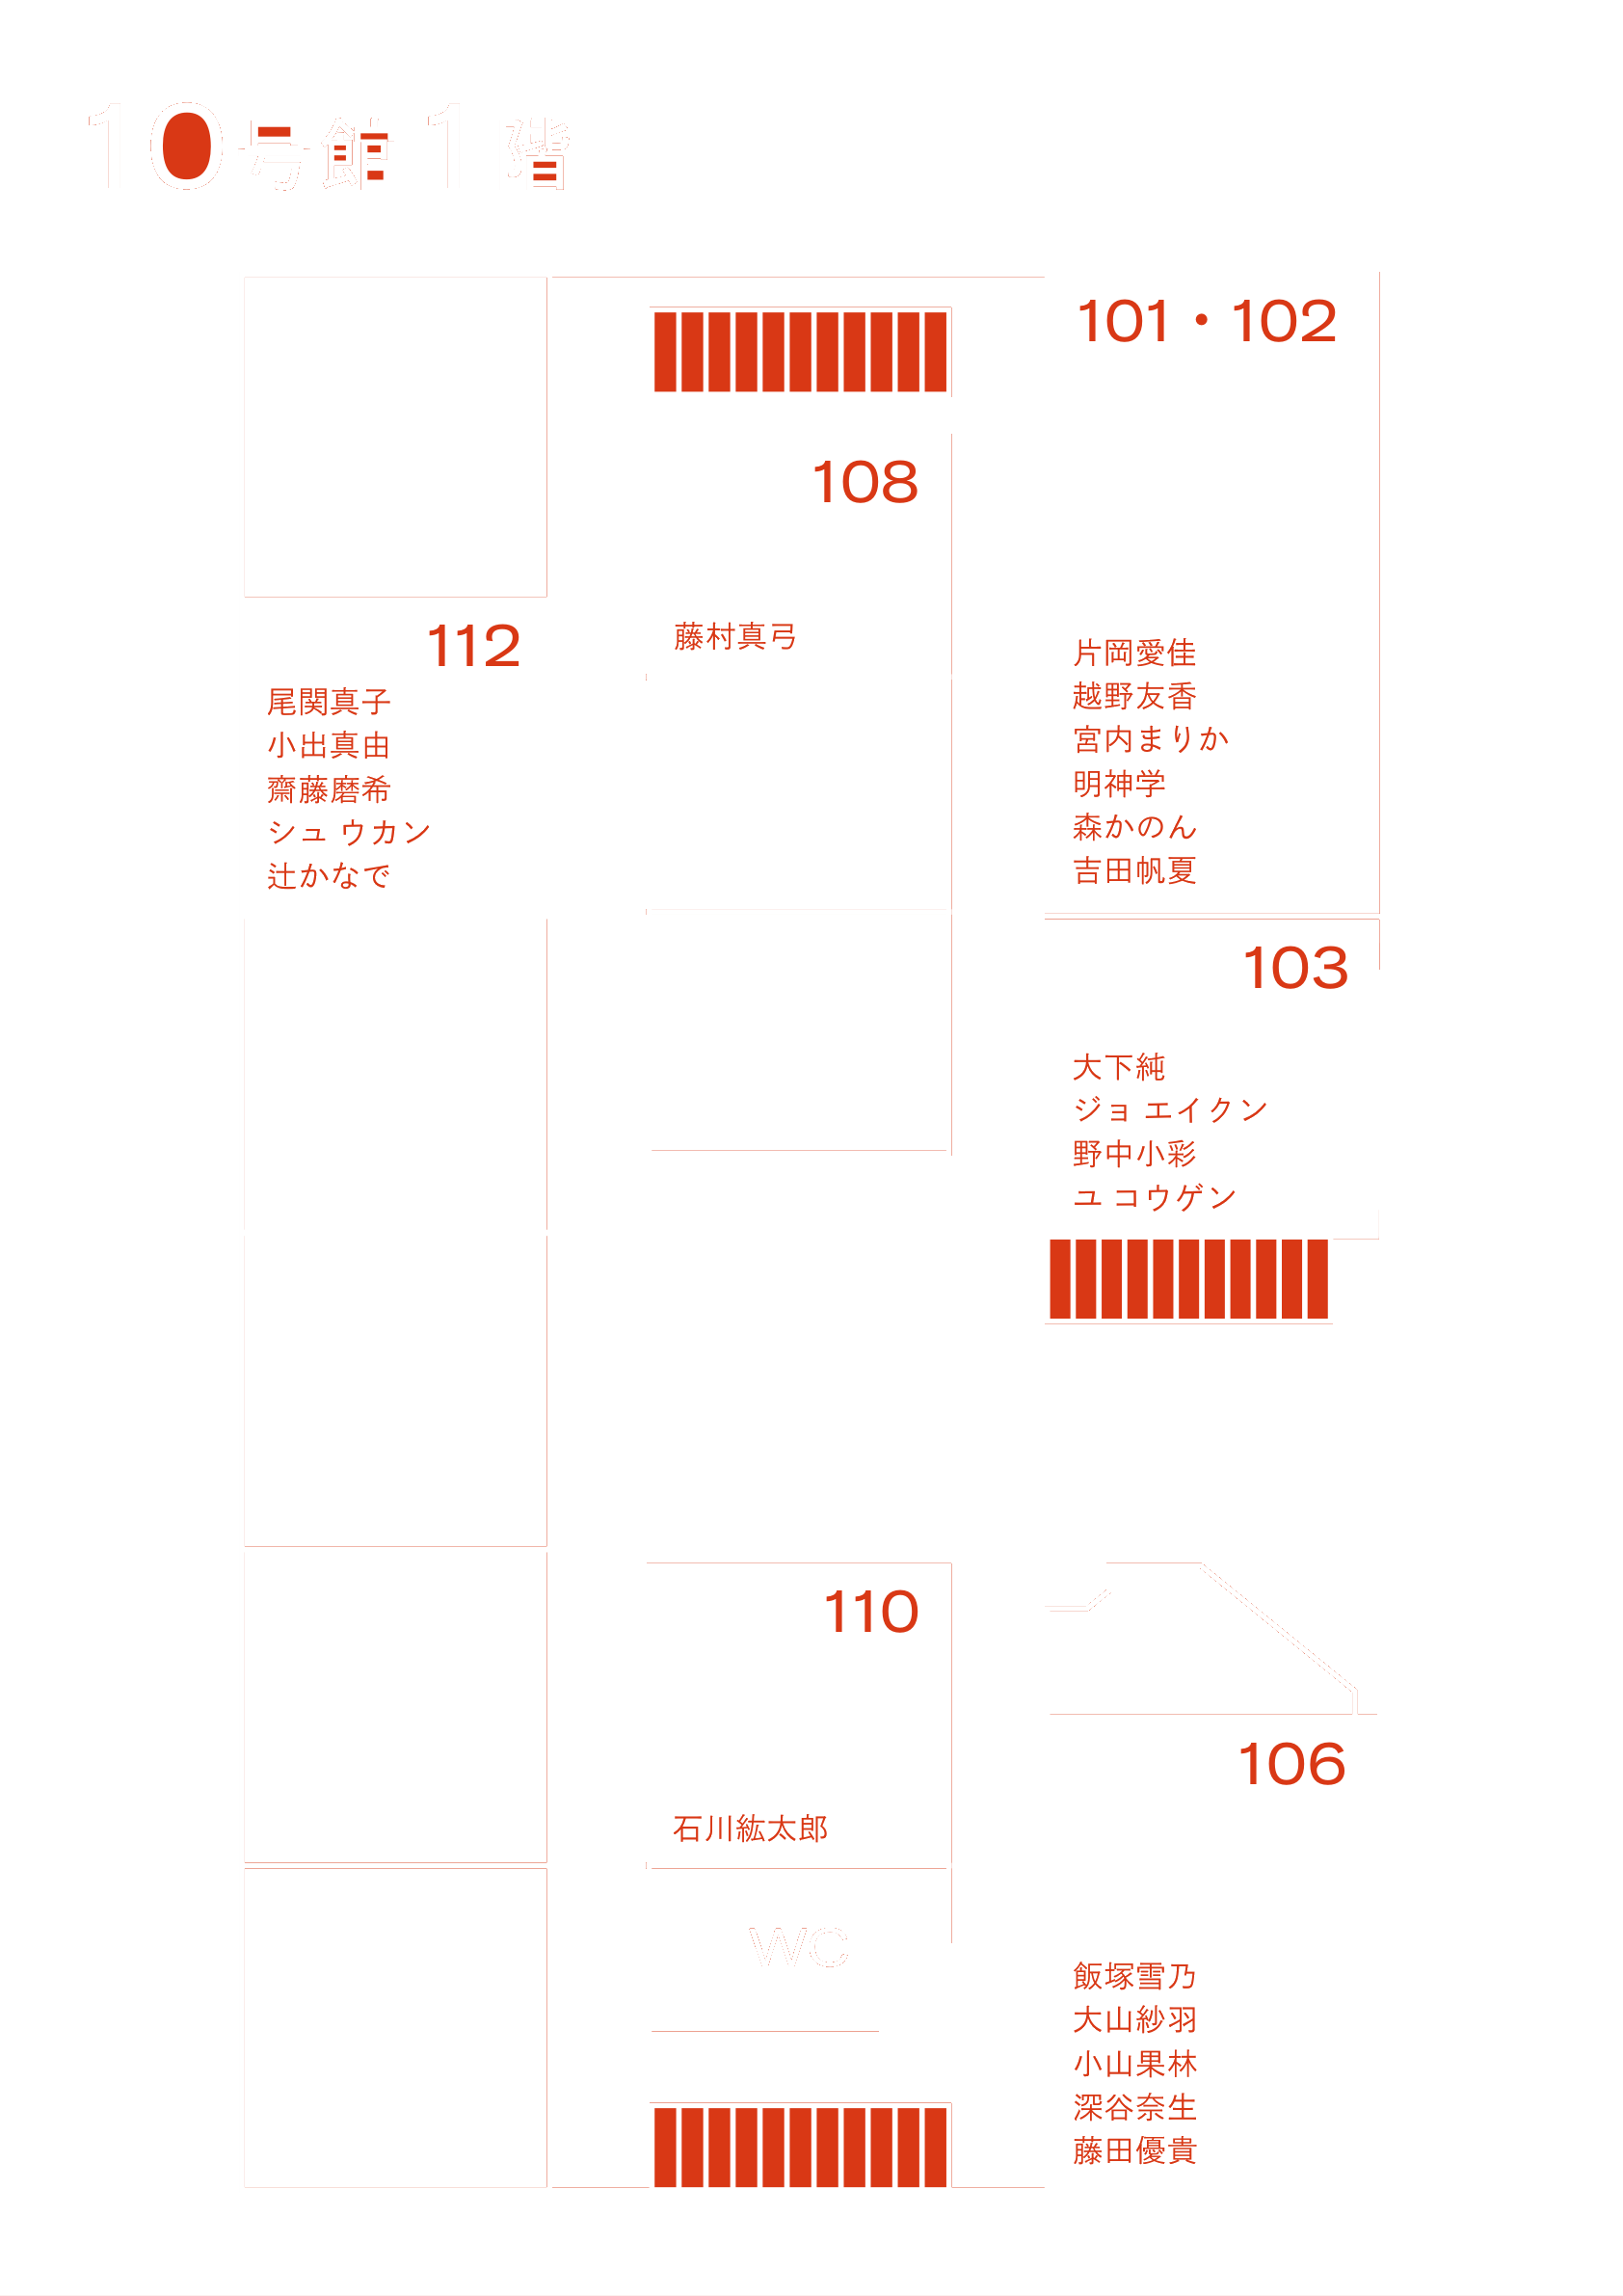 10号館1階
101・102
片岡愛佳
越野友香
宮内まりか
明神学
森かのん
吉田帆夏
108
藤村真弓
112
尾関真子
小出真由
齋藤磨希
シュ ウカン
辻かなで
103
大下純
ジョ エイクン
野中小彩
ユ コウゲン
110
石川紘太郎
WC
106
飯塚雪乃
大山紗羽
小山果林
深谷奈生
藤田優貴